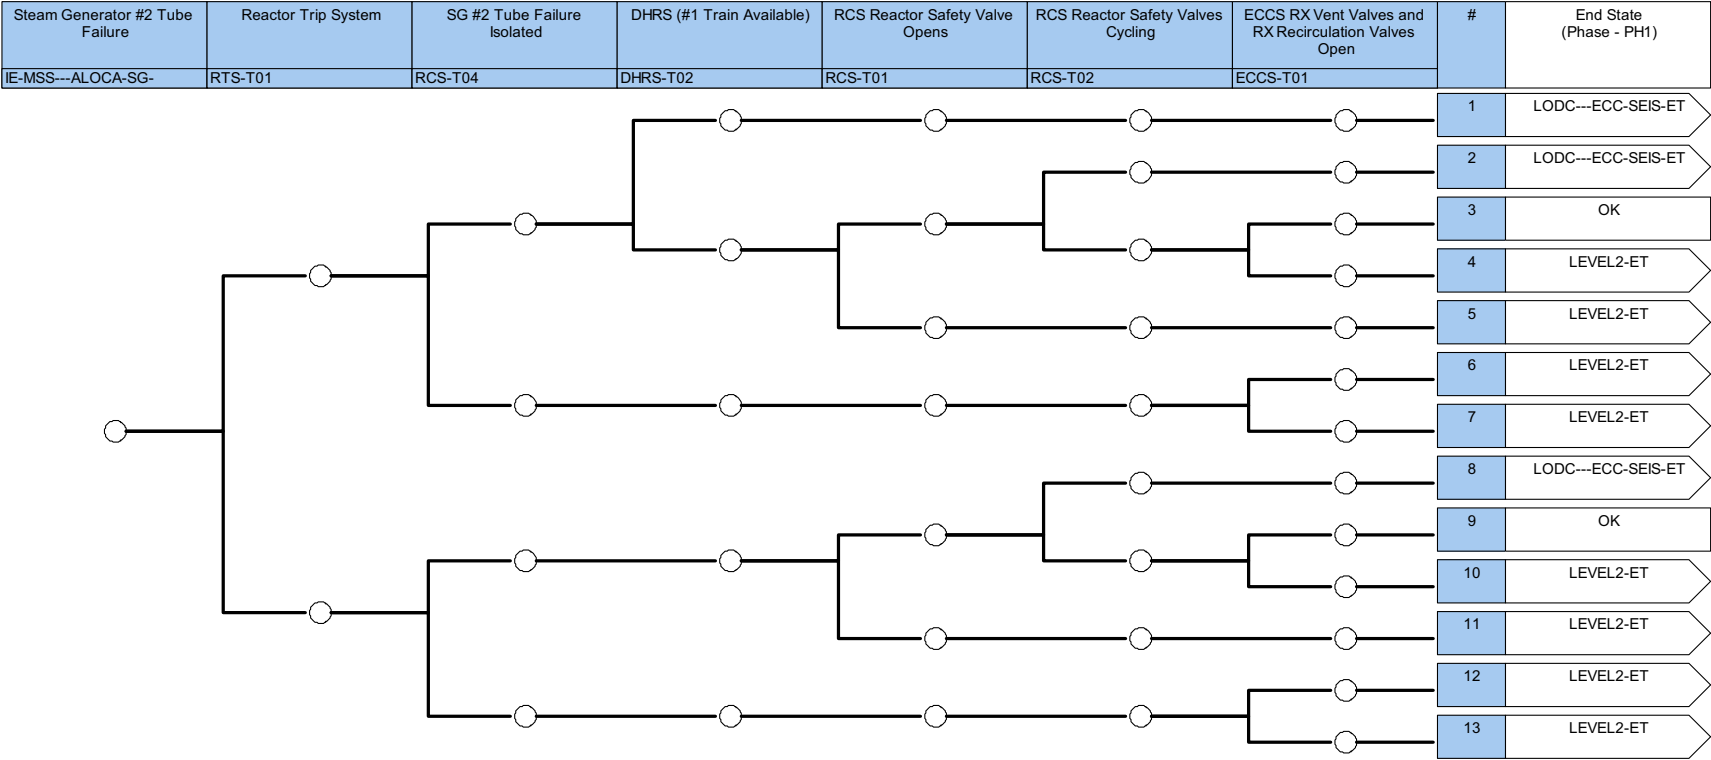 Steam Generator #2 Tube
Failure
Reactor Trip System
SG #2 Tube Failure
Isolated
DHRS (#1 Train Available)
RCS Reactor Safety Valve
Opens
RCS Reactor Safety Valves
Cycling
ECCS RX Vent Valves and
RX Recirculation Valves
Open
#
End State
(Phase - PH1)
IE-MSS---ALOCA-SG-
RTS-T01
RCS-T04
DHRS-T02
RCS-T01
RCS-T02
ECCS-T01
1
LODC---ECC-SEIS-ET
2
LODC---ECC-SEIS-ET
3
OK
4
LEVEL2-ET
5
LEVEL2-ET
6
LEVEL2-ET
7
LEVEL2-ET
8
LODC---ECC-SEIS-ET
9
OK
10
LEVEL2-ET
11
LEVEL2-ET
12
LEVEL2-ET
13
LEVEL2-ET